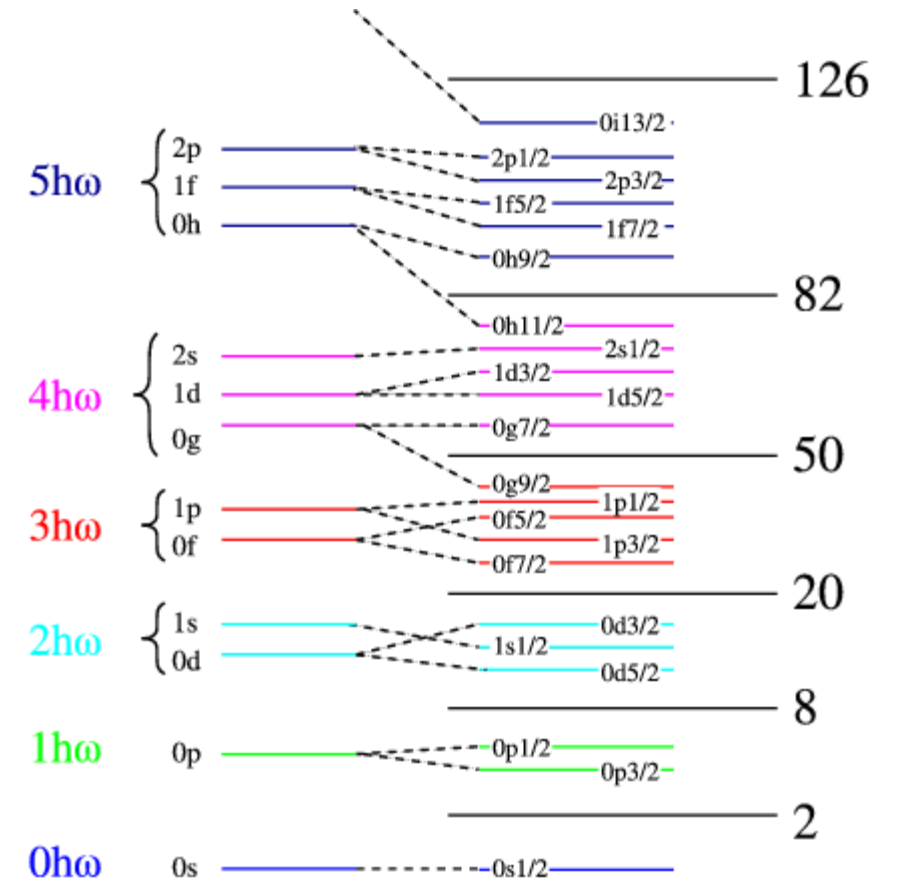 126
0i13/2
2p
2p1/2
5hω
1f
2p3/2
1f5/2
0h
1f7/2
0h9/2
82
0h11/2
2s
2s1/2
1d3/2
4hω
1d
1d5/2
0g
0g7/2
50
0g9/2
1p
1p1/2
3hω
0f5/2
0f
1p3/2
0f7/2
20
1s
0d3/2
2hω
1s1/2
0d
0d5/2
8
1hω
0p
0p1/2
0p3/2
2
0hω
0s
0s1/2